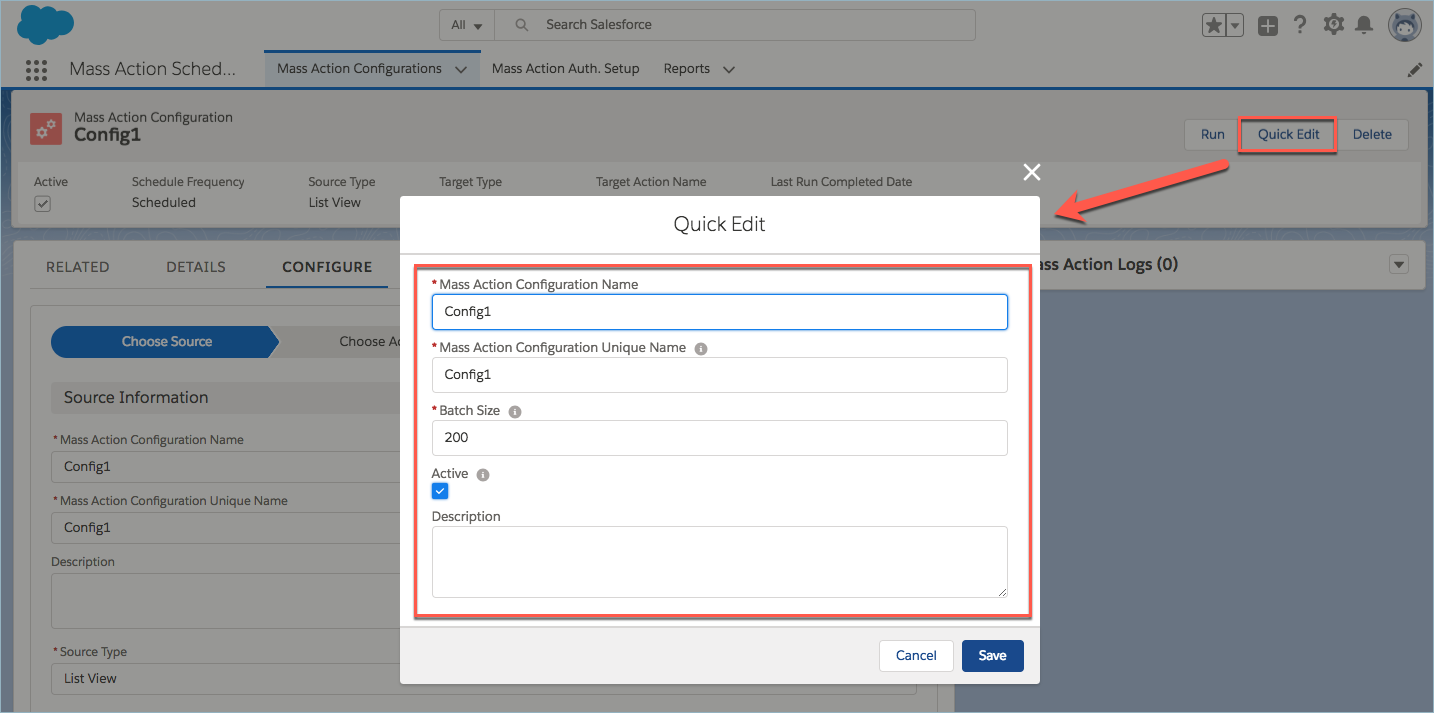 All
Search Salesforce
Mass Action Sched...
Mass Action Configurations
Mass Action Auth. Setup
Reports
Mass Action Configuration
Config1
Run
Quick Edit
Delete
Active
Schedule Frequency
Source Type
Target Type
Target Action Name
Last Run Completed Date
Scheduled
List View
Quick Edit
RELATED
DETAILS
CONFIGURE
ass Action Logs (0)
* Mass Action Configuration Name
Config1
* Mass Action Configuration Unique Name
Config1
* Batch Size
200
Active
Description
Cancel
Save
Choose Source
Choose Ac
Source Information
* Mass Action Configuration Name
Config1
* Mass Action Configuration Unique Name
Config1
Description
* Source Type
List View